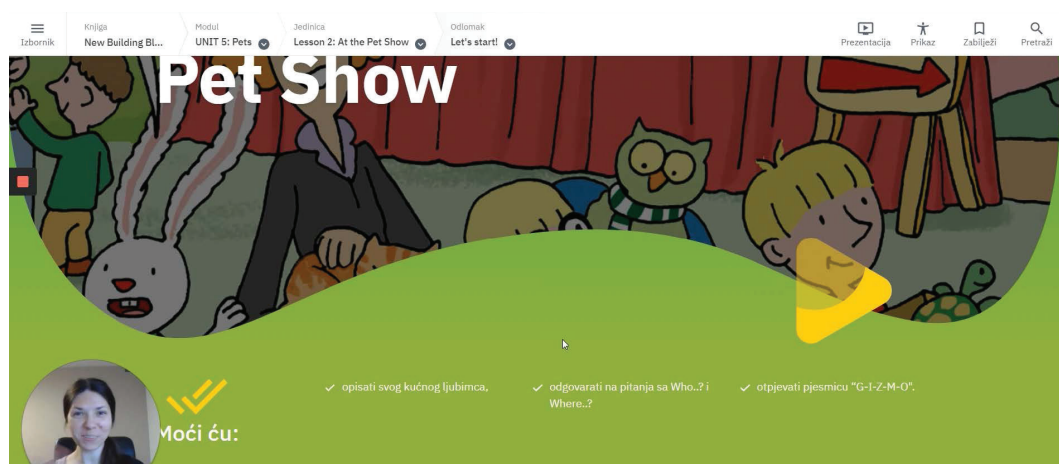 Izbornik
Knjiga
New Building Bl...
Modul
UNIT 5: Pets
Jedinica
Lesson 2: At the Pet Show
Odlomak
Let's start!
Prezentacija
Prikaz
Zabilježi
Pretraži
Pet Show
Moći ću:
opisati svog kućnog ljubimca,
odgovarati na pitanja sa Who..? i
Where..?
otpjevati pjesmicu "G-I-Z-M-O".